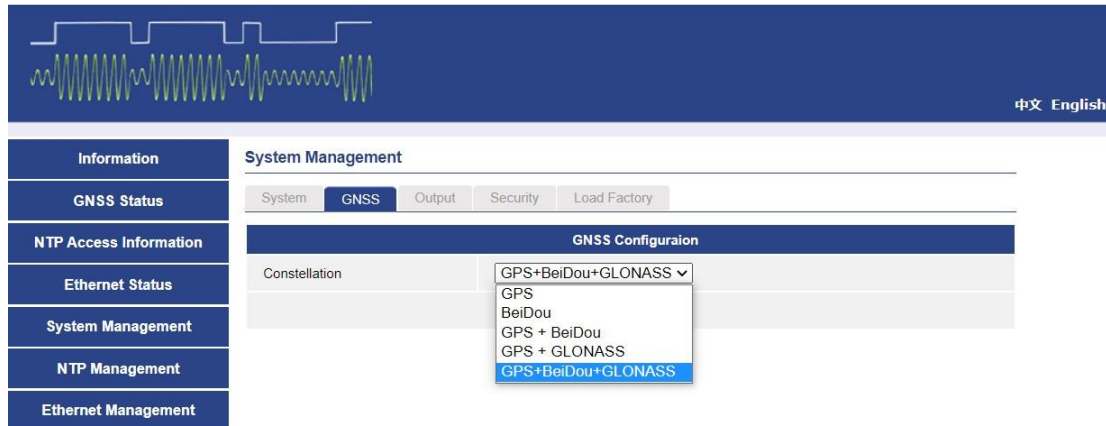 中文 English
Information
GNSS Status
NTP Access Information
Ethernet Status
System Management
NTP Management
Ethernet Management
System Management
System GNSS Output Security Load Factory
GNSS Configuraion
Constellation GPS+BeiDou+GLONASS
GPS
BeiDou
GPS + BeiDou
GPS + GLONASS
GPS+BeiDou+GLONASS